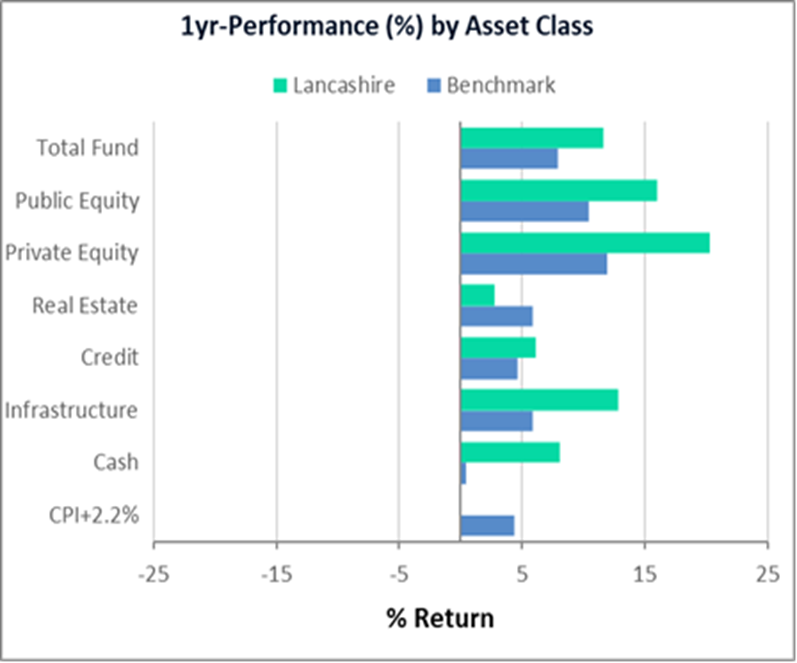 1yr-Performance (%) by Asset Class
Lancashire Benchmark
Total Fund
Public Equity
Private Equity
Real Estate
Credit
Infrastructure
Cash
CPI+2.2%
-25 -15 -5 5 15 25
% Return